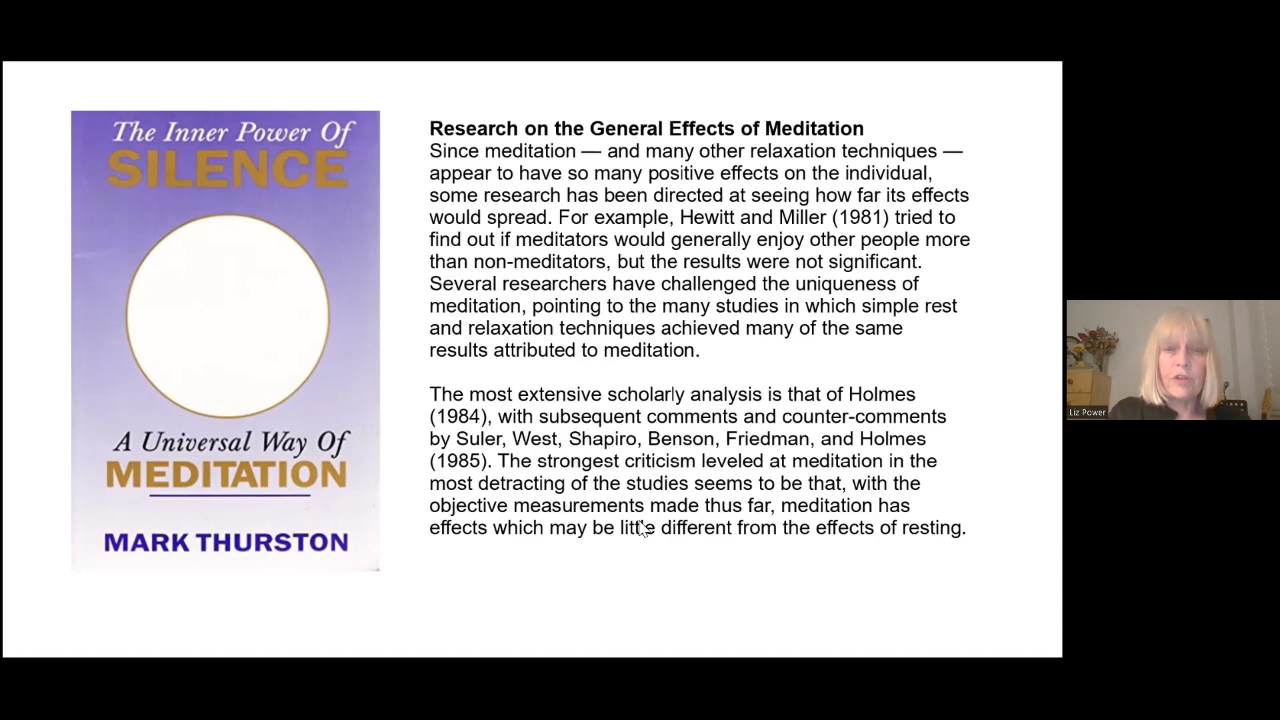 The Inner Power Of
SILENCE
A Universal Way Of
MEDITATION
MARK THURSTON
Research on the General Effects of Meditation
Since meditation — and many other relaxation techniques —
appear to have so many positive effects on the individual,
some research has been directed at seeing how far its effects
would spread. For example, Hewitt and Miller (1981) tried to
find out if meditators would generally enjoy other people more
than non-meditators, but the results were not significant.
Several researchers have challenged the uniqueness of
meditation, pointing to the many studies in which simple rest
and relaxation techniques achieved many of the same
results attributed to meditation.
The most extensive scholarly analysis is that of Holmes
(1984), with subsequent comments and counter-comments
by Suler, West, Shapiro, Benson, Friedman, and Holmes
(1985). The strongest criticism leveled at meditation in the
most detracting of the studies seems to be that, with the
objective measurements made thus far, meditation has
effects which may be little different from the effects of resting.
Liz Power